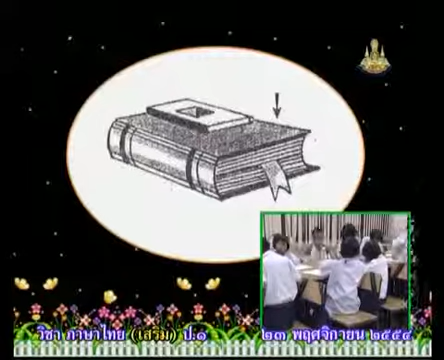 วิชา ภาษาไทย (เสริม) ป.๑ ๒๓ พฤศจิกายน ๒๕๕๔